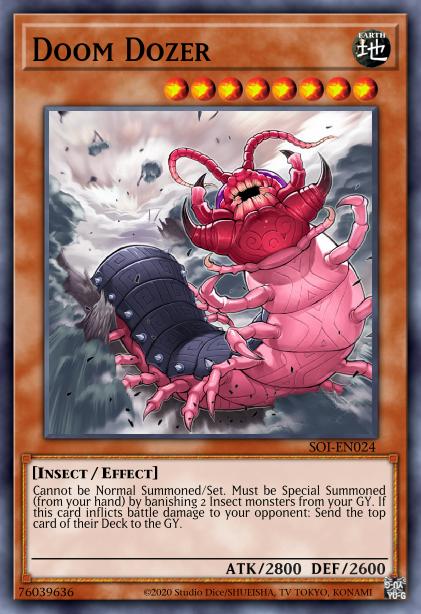 DOOM DOZER
EARTH
地
SOI-EN024
[INSECT / EFFECT]
Cannot be Normal Summoned/Set. Must be Special Summoned
(from your hand) by banishing 2 Insect monsters from your GY. If
this card inflicts battle damage to your opponent: Send the top
card of their Deck to the GY.
ATK/2800 DEF/2600
76039636
©2020 Studio Dice/SHUEISHA, TV TOKYO, KONAMI